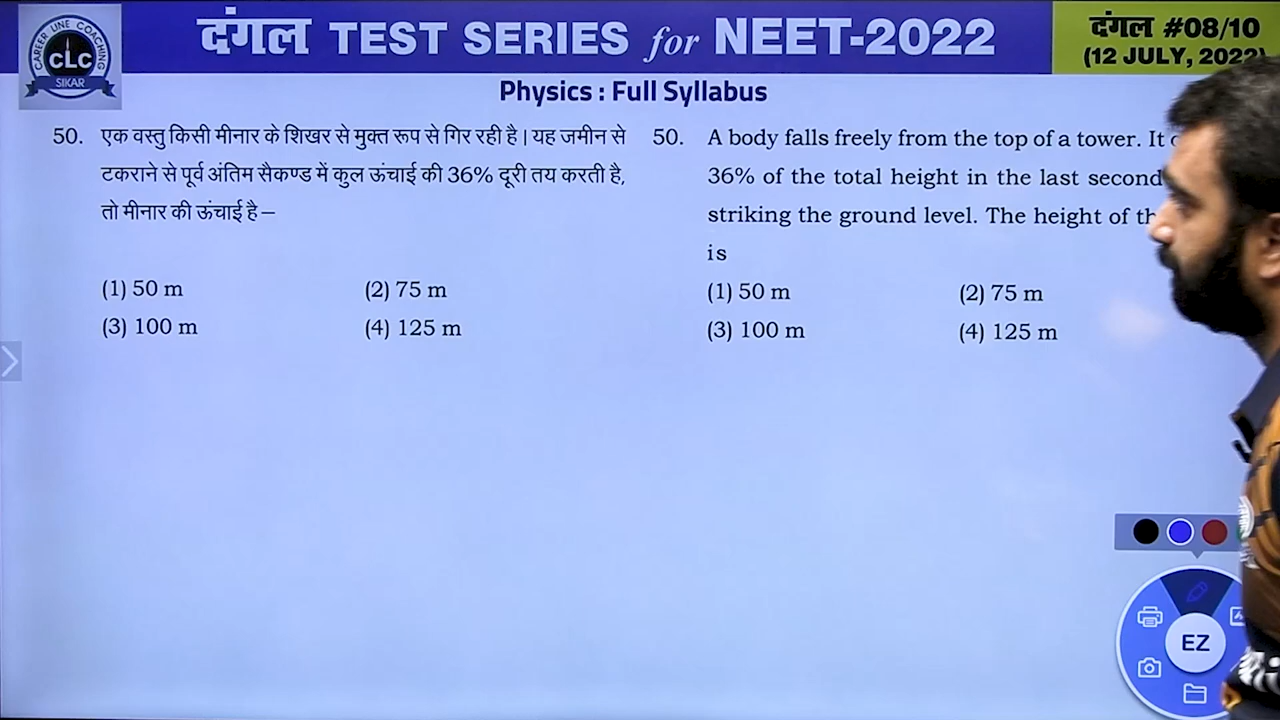 CAREER LINE COACHING
CLC
SIKAR
दंगल TEST SERIES for NEET-2022
दंगल #08/10
(12 JULY, 2022)
Physics : Full Syllabus
50. एक वस्तु किसी मीनार के शिखर से मुक्त रूप से गिर रही है। यह जमीन से
टकराने से पूर्व अंतिम सैकण्ड में कुल ऊंचाई की 36% दूरी तय करती है,
तो मीनार की ऊंचाई है –
(1) 50 m (2) 75 m
(3) 100 m (4) 125 m
50. A body falls freely from the top of a tower. It
36% of the total height in the last second
striking the ground level. The height of
is
(1) 50 m (2) 75 m
(3) 100 m (4) 125 m
EZ